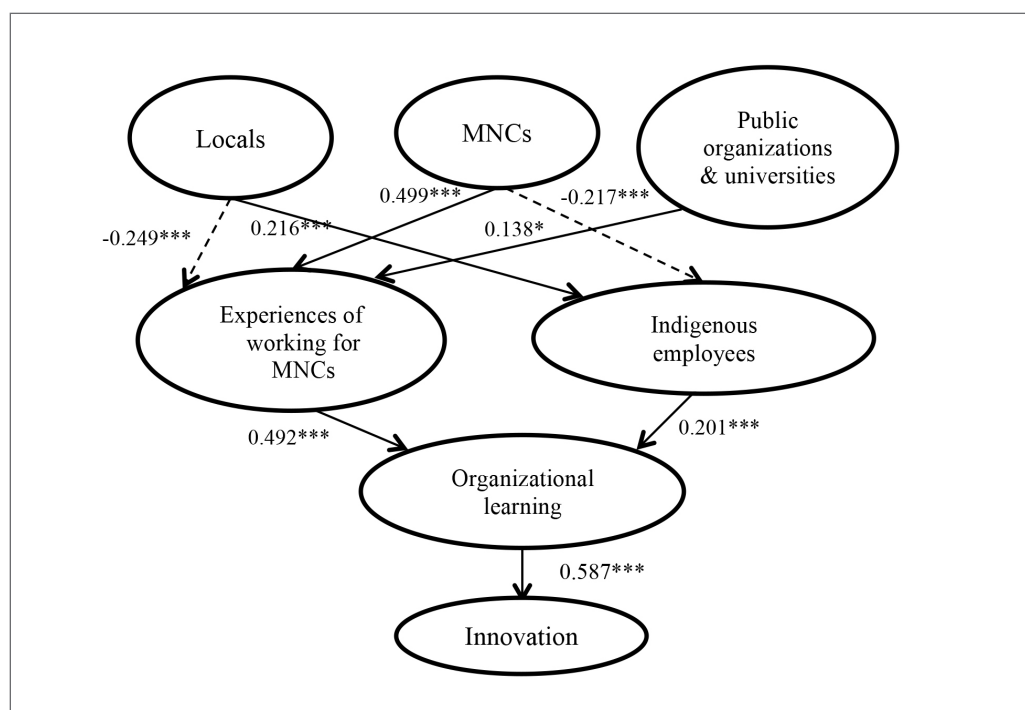 Locals
MNCs
Public
organizations
& universities
0.499***
-0.217***
-0.249***
0.216***
0.138*
Experiences of
working for
MNCs
Indigenous
employees
0.492***
0.201***
Organizational
learning
0.587***
Innovation